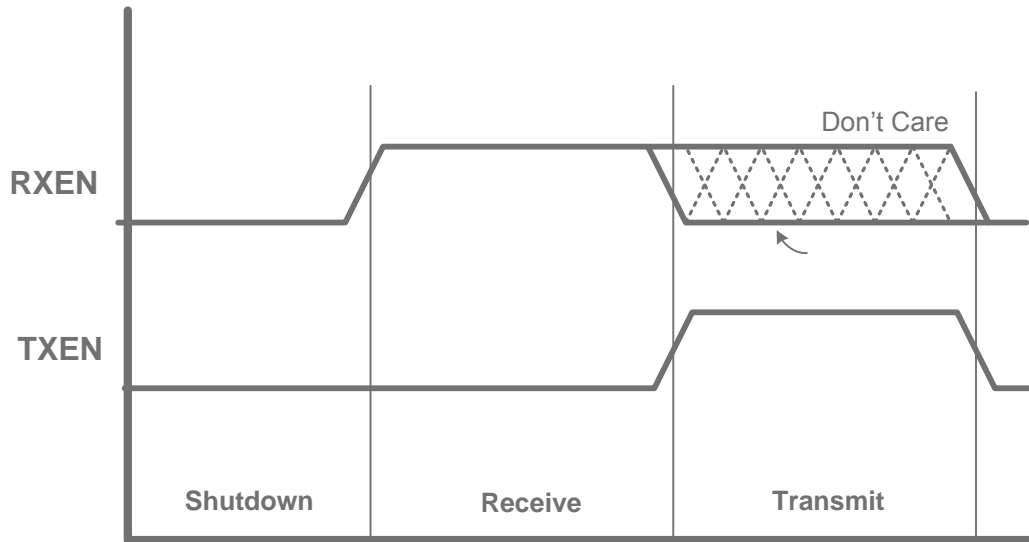 Don't Care
RXEN
TXEN
Shutdown
Receive
Transmit